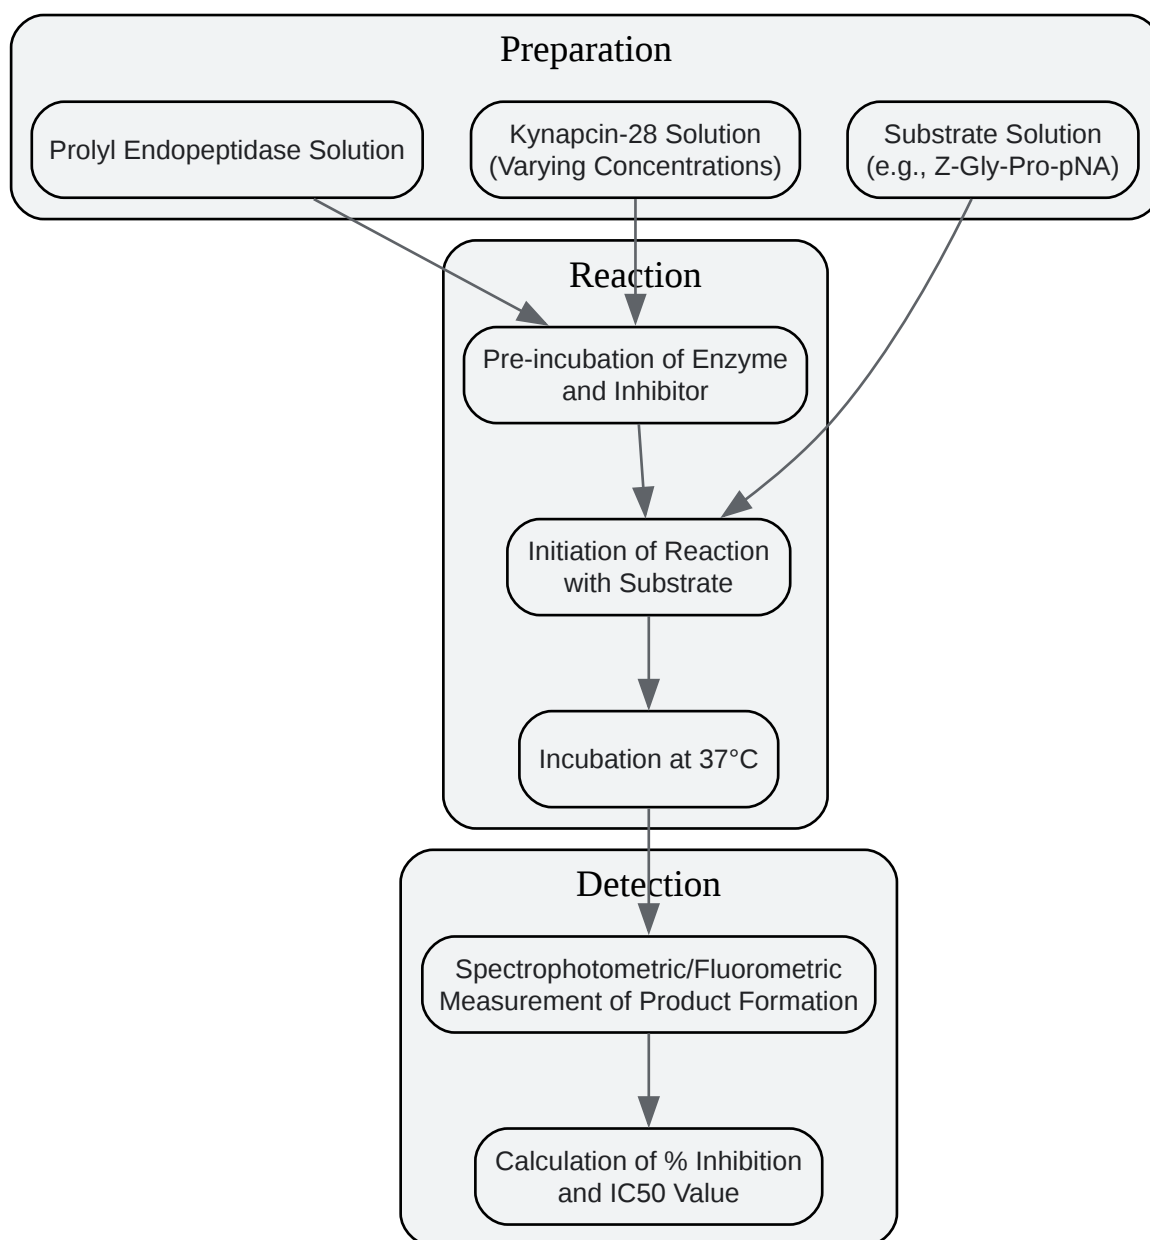 Preparation
Prolyl Endopeptidase Solution
Kynapcin-28 Solution
(Varying Concentrations)
Substrate Solution
(e.g., Z-Gly-Pro-pNA)
Reaction
Pre-incubation of Enzyme
and Inhibitor
Initiation of Reaction
with Substrate
Incubation at 37°C
Detection
Spectrophotometric/Fluorometric
Measurement of Product Formation
Calculation of % Inhibition
and IC50 Value